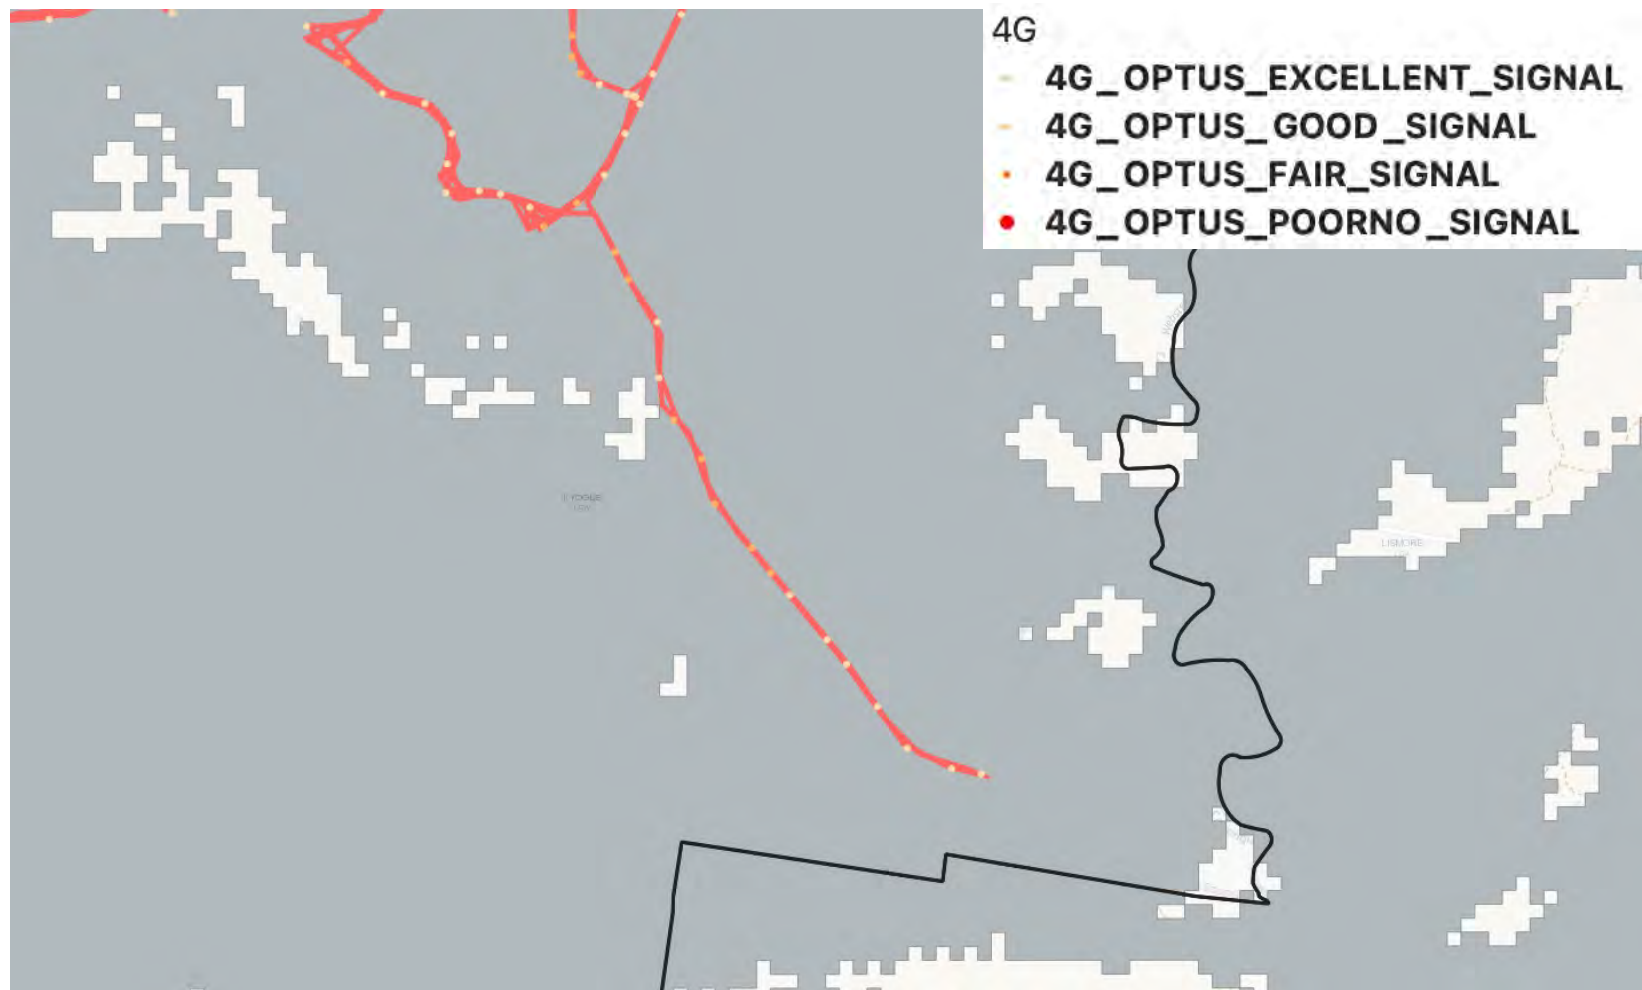 4G
4G_OPTUS_EXCELLENT_SIGNAL
4G_OPTUS_GOOD_SIGNAL
4G_OPTUS_FAIR_SIGNAL
4G_OPTUS_POORNO_SIGNAL
LISMORE